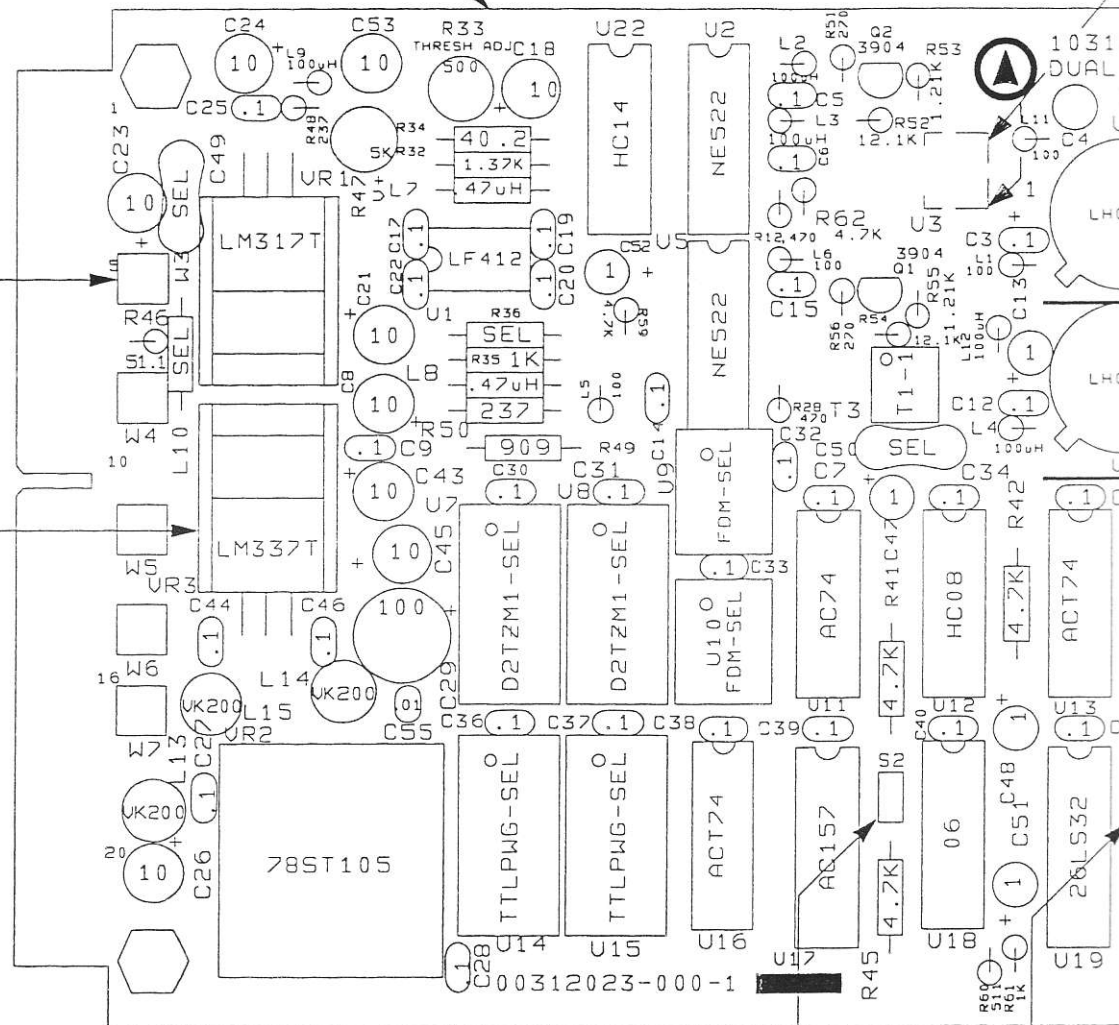 C24
C53
R33
THRESH ADJ
C18
U22
U2
L2
R51
270
Q2
3904
R53
1.21K
1031
DUAL
10
L9
100uH
10
500
10
100uH
.1
C5
L3
100uH
R52
12.1K
L11
100
C4
1
C25
.1
R48
237
R34
40.2
5K
R32
1.37K
HC14
NE522
C23
C49
SEL
VR1
R47
L7
.47uH
.1
C6
1
10
LM317T
C17
.1
LF412
.1
C19
C52
U5
R62
4.7K
R12,470
U3
C3
.1
LH0
W3
C22
.1
.1
C20
1
L6
100
3904
Q1
L1
100
C21
U1
4.2K
R59
.1
C15
R55
1.21K
C13
R46
10
R36
SEL
R56
270
R54
12.1K
L12
100uH
S1.1
SEL
R35
1K
NE522
1
C8
L8
.47uH
L5
100
.1
T1-1
LH0
W4
L10
10
237
R28
470
T3
C12
.1
R50
909
R49
C14
C32
C50
SEL
L4
100uH
10
.1
C9
C43
C30
C31
U9
FDM-SEL
.1
C7
C34
10
U7
.1
U8
.1
.1
1
.1
R42
.1
W5
LM337T
10
C45
D2TZM1-SEL
D2TZM1-SEL
.1
C33
AC74
R41
C47
HC08
4.7K
ACT74
VR3
C44
C46
100
U10
FDM-SEL
W6
.1
.1
4.7K
16
L14
VK200
C29
VK200
L15
.01
U11
U12
U13
W7
VR2
C55
C36
.1
C37
.1
C38
.1
C39
.1
C40
.1
1
.1
L13
C27
S2
C48
VK200
.1
TTLPWG-SEL
TTLPWG-SEL
ACT74
AC157
06
C51
26LS32
20
10
C26
78ST105
4.7K
1
U14
U15
U16
U17
R45
U18
U19
.1
C28
00312023-000-1
R60
511
R61
1K